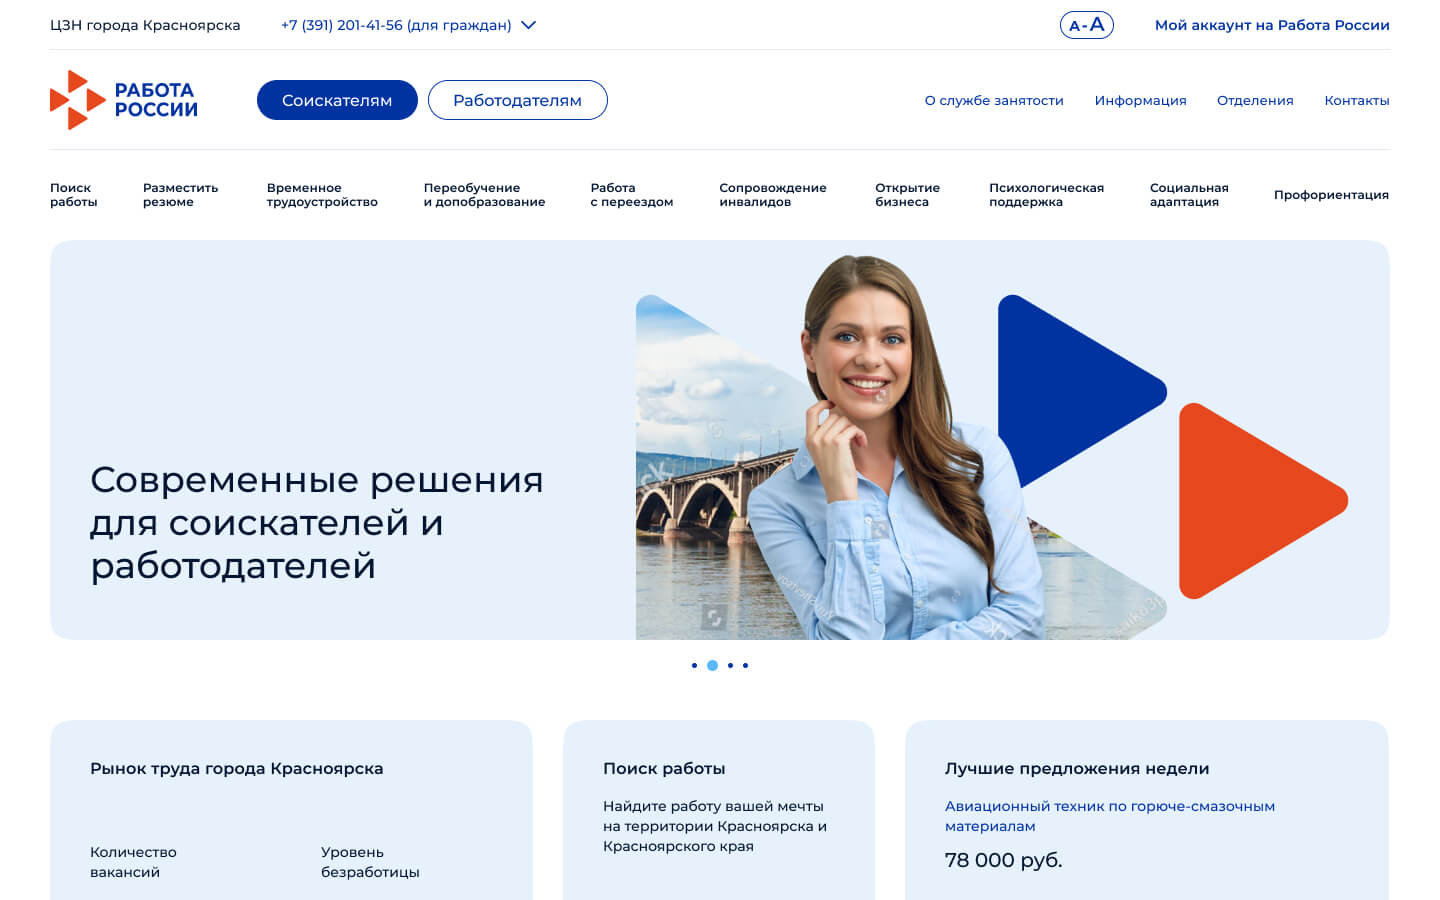 ЦЗН города Красноярска
+7 (391) 201-41-56 (для граждан)
A-A
Мой аккаунт на Работа России
РАБОТА
РОССИИ
Соискателям
Работодателям
О службе занятости
Информация
Отделения
Контакты
Поиск
работы
Разместить
резюме
Временное
трудоустройство
Переобучение
и допобразование
Работа
с переездом
Сопровождение
инвалидов
Открытие
бизнеса
Психологическая
поддержка
Социальная
адаптация
Профориентация
Современные решения
для соискателей и
работодателей
Рынок труда города Красноярска
Количество
вакансий
Уровень
безработицы
Поиск работы
Найдите работу вашей мечты
на территории Красноярска и
Красноярского края
Лучшие предложения недели
Авиационный техник по горюче-смазочным
материалам
78 000 руб.